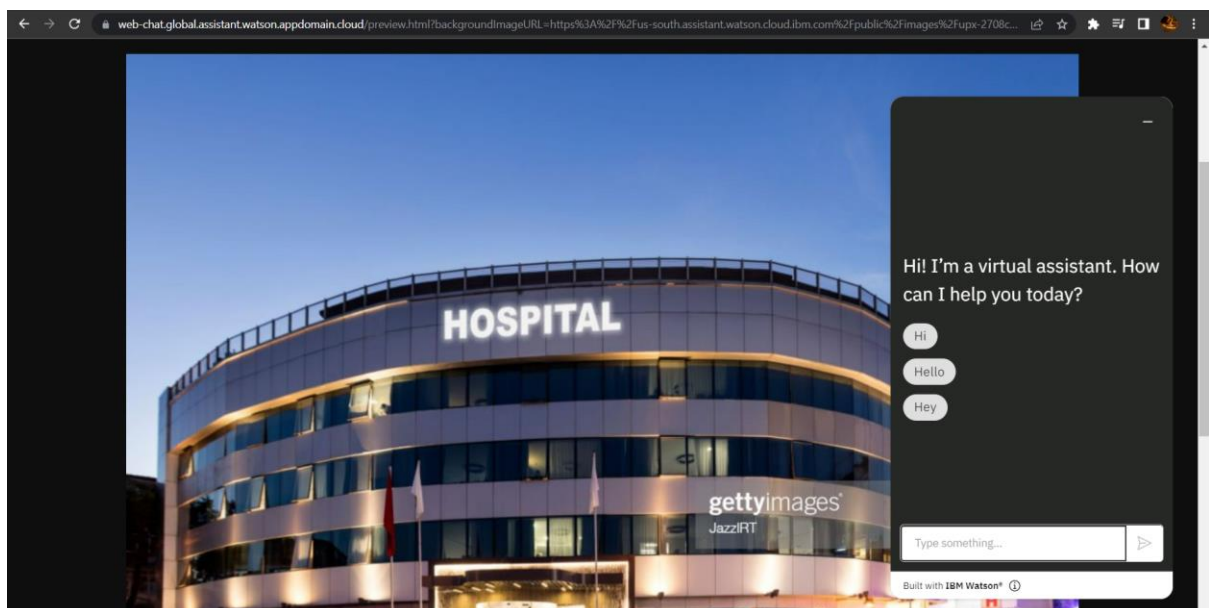 web-chat.global.assistant.watson.appdomain.cloud/preview.html?backgroundImageURL=https%3A%2F%2Fus-south.assistant.watson.cloud.ibm.com%2Fpublic%2Fimages%2Fupx-2708c...
HOSPITAL
gettyimages®
JazzIRT
Hi! I'm a virtual assistant. How
can I help you today?
Hi
Hello
Hey
Type something...
Built with IBM Watson®
H